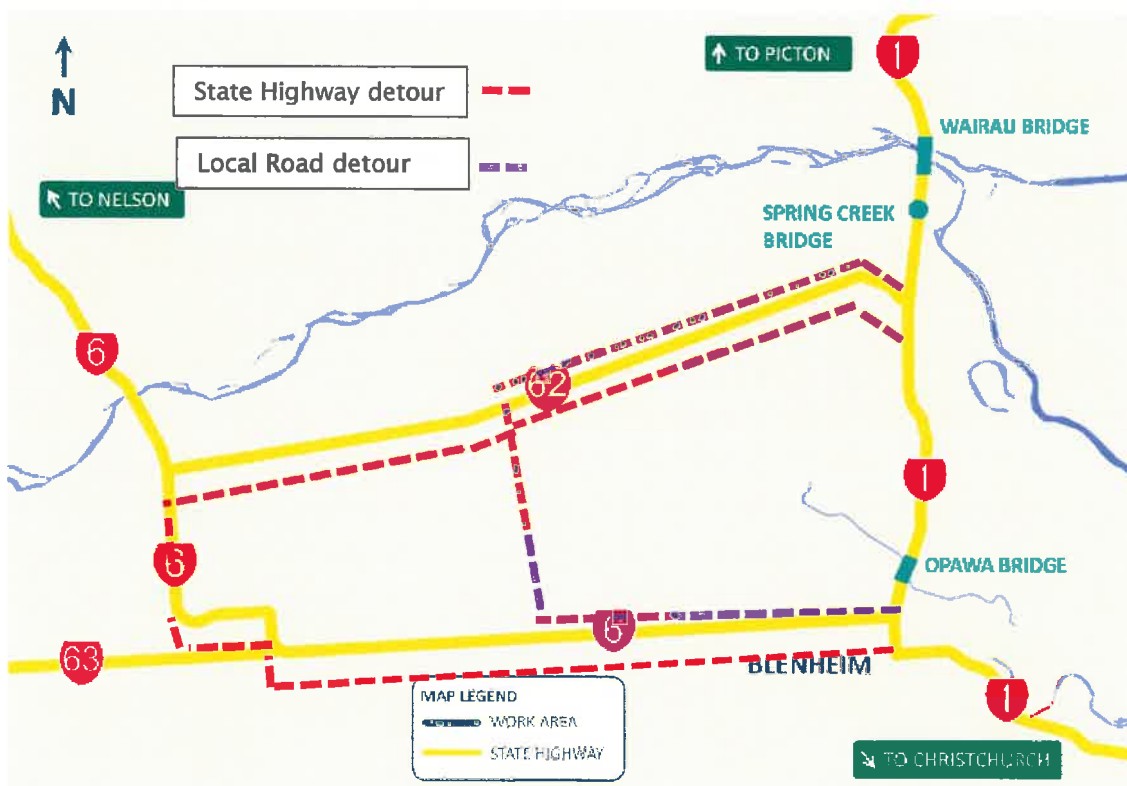 TO PICTON
1
N
State Highway detour
WAIRAU BRIDGE
Local Road detour
TO NELSON
SPRING CREEK
BRIDGE
6
62
1
6
OPAWA BRIDGE
6
63
BLENHEIM
MAP LEGEND
WORK AREA
STATE HIGHWAY
1
TO CHRISTCHURCH